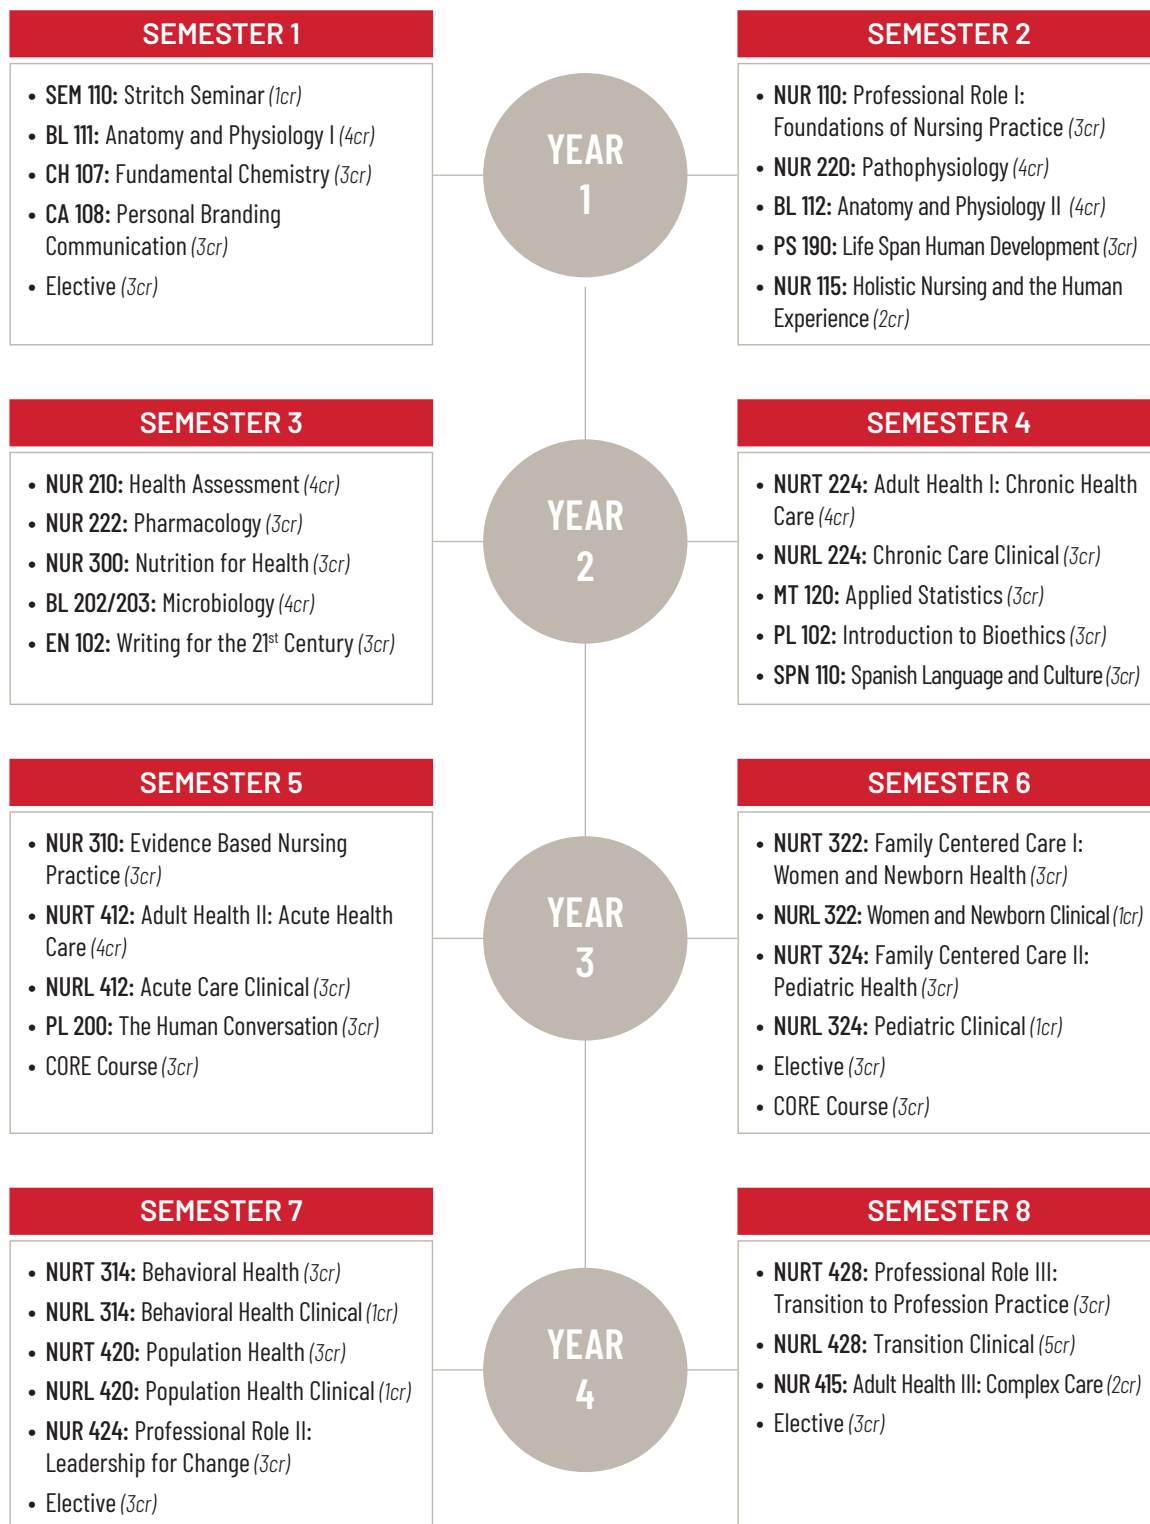 SEMESTER 1
• SEM 110: Stritch Seminar (1cr)
• BL 111: Anatomy and Physiology I (4cr)
• CH 107: Fundamental Chemistry (3cr)
• CA 108: Personal Branding
Communication (3cr)
• Elective (3cr)
YEAR
1
SEMESTER 2
• NUR 110: Professional Role I:
Foundations of Nursing Practice (3cr)
• NUR 220: Pathophysiology (4cr)
• BL 112: Anatomy and Physiology II (4cr)
• PS 190: Life Span Human Development (3cr)
• NUR 115: Holistic Nursing and the Human
Experience (2cr)
SEMESTER 3
• NUR 210: Health Assessment (4cr)
• NUR 222: Pharmacology (3cr)
• NUR 300: Nutrition for Health (3cr)
• BL 202/203: Microbiology (4cr)
• EN 102: Writing for the 21st Century (3cr)
YEAR
2
SEMESTER 4
• NURT 224: Adult Health I: Chronic Health
Care (4cr)
• NURL 224: Chronic Care Clinical (3cr)
• MT 120: Applied Statistics (3cr)
• PL 102: Introduction to Bioethics (3cr)
• SPN 110: Spanish Language and Culture (3cr)
SEMESTER 5
• NUR 310: Evidence Based Nursing
Practice (3cr)
• NURT 412: Adult Health II: Acute Health
Care (4cr)
• NURL 412: Acute Care Clinical (3cr)
• PL 200: The Human Conversation (3cr)
• CORE Course (3cr)
YEAR
3
SEMESTER 6
• NURT 322: Family Centered Care I:
Women and Newborn Health (3cr)
• NURL 322: Women and Newborn Clinical (1cr)
• NURT 324: Family Centered Care II:
Pediatric Health (3cr)
• NURL 324: Pediatric Clinical (1cr)
• Elective (3cr)
• CORE Course (3cr)
SEMESTER 7
• NURT 314: Behavioral Health (3cr)
• NURL 314: Behavioral Health Clinical (1cr)
• NURT 420: Population Health (3cr)
• NURL 420: Population Health Clinical (1cr)
• NUR 424: Professional Role II:
Leadership for Change (3cr)
• Elective (3cr)
YEAR
4
SEMESTER 8
• NURT 428: Professional Role III:
Transition to Profession Practice (3cr)
• NURL 428: Transition Clinical (5cr)
• NUR 415: Adult Health III: Complex Care (2cr)
• Elective (3cr)